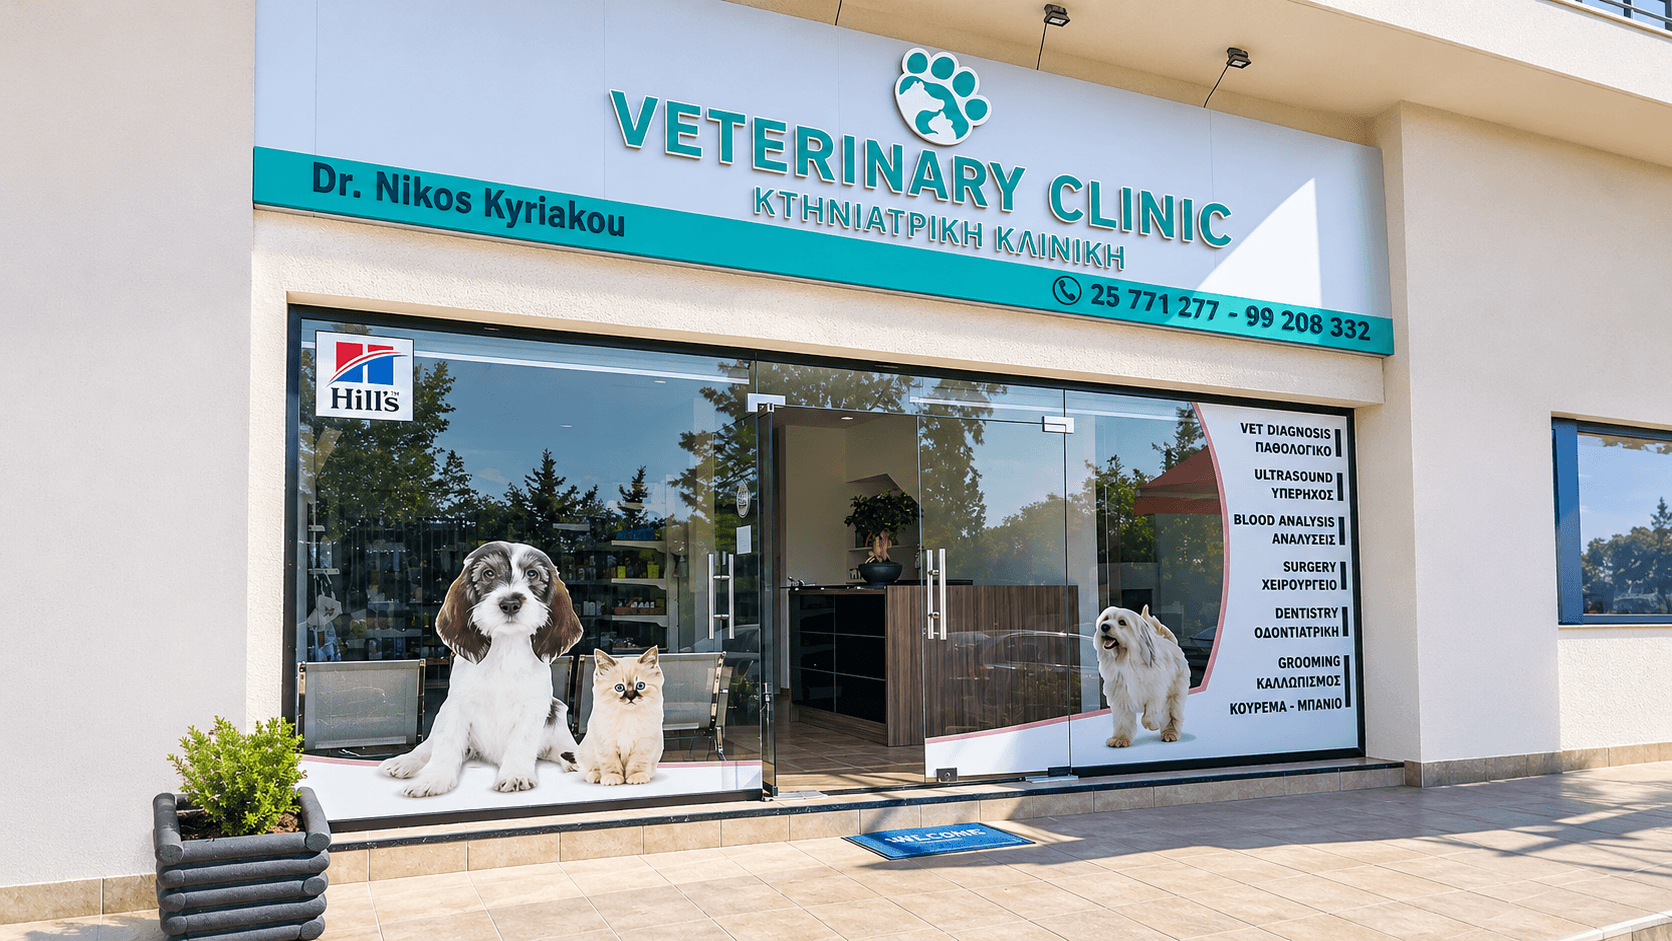 VETERINARY CLINIC
ΚΤΗΝΙΑΤΡΙΚΗ ΚΛΙΝΙΚΗ
Dr. Nikos Kyriakou
25 771 277 - 99 208 332
Hill's™
VET DIAGNOSIS
ΠΑΘΟΛΟΓΙΚΟ
ULTRASOUND
ΥΠΕΡΗΧΟΣ
BLOOD ANALYSIS
ΑΝΑΛΥΣΕΙΣ
SURGERY
ΧΕΙΡΟΥΡΓΕΙΟ
DENTISTRY
ΟΔΟΝΤΙΑΤΡΙΚΗ
GROOMING
ΚΑΛΛΩΠΙΣΜΟΣ
ΚΟΥΡΕΜΑ - ΜΠΑΝΙΟ
WELCOME